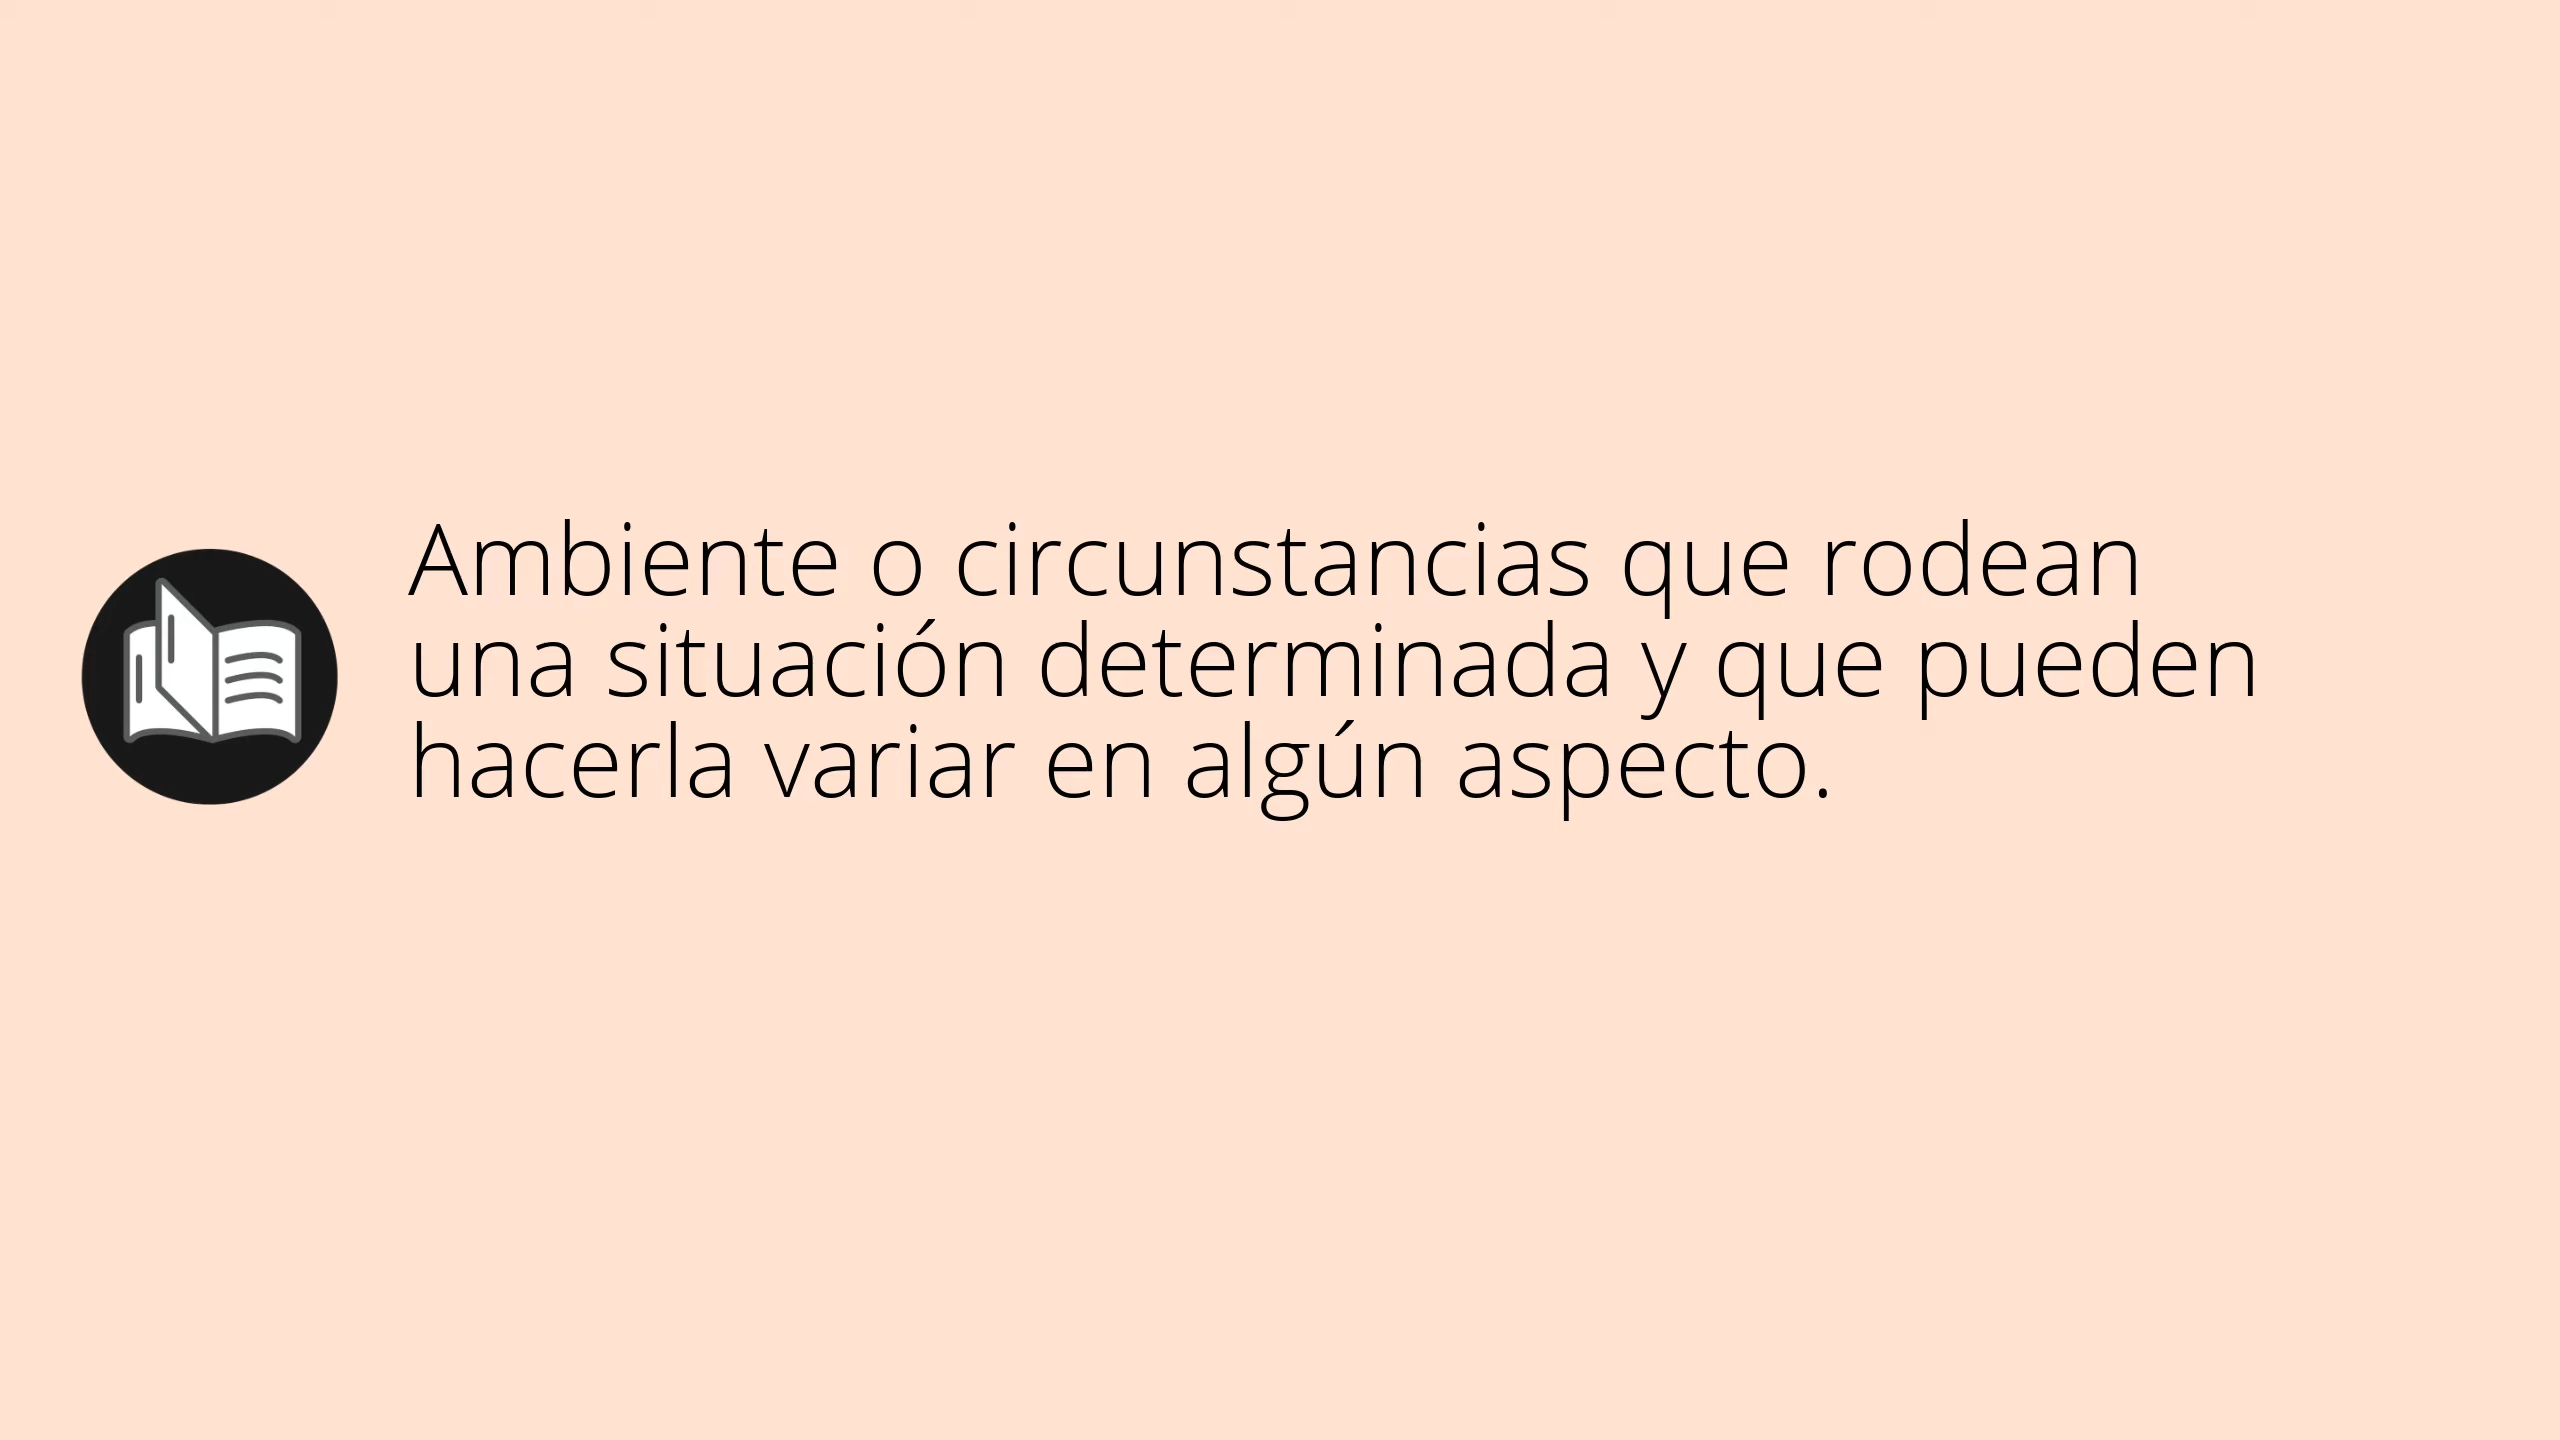 Ambiente o circunstancias que rodean
una situación determinada y que pueden
hacerla variar en algún aspecto.